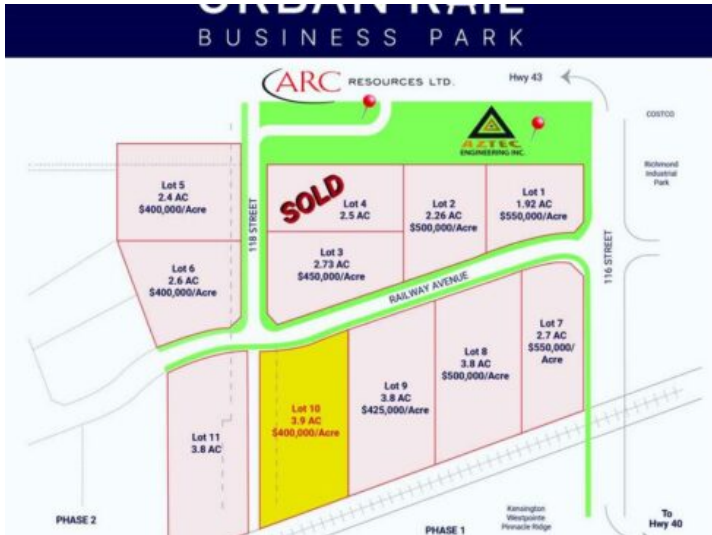 URBAN RAIL
BUSINESS PARK
ARC RESOURCES LTD.
Hwy 43
COSTCO
AZTEC
ENGINEERING INC.
Richmond
Industrial
Park
Lot 5
2.4 AC
$400,000/Acre
118 STREET
SOLD
Lot 4
2.5 AC
Lot 2
2.26 AC
$500,000/Acre
Lot 1
1.92 AC
$550,000/Acre
Lot 6
2.6 AC
$400,000/Acre
Lot 3
2.73 AC
$450,000/Acre
RAILWAY AVENUE
116 STREET
Lot 7
2.7 AC
$550,000/
Acre
Lot 8
3.8 AC
$500,000/Acre
Lot 9
3.8 AC
$425,000/Acre
Lot 10
3.9 AC
$400,000/Acre
Lot 11
3.8 AC
PHASE 2
PHASE 1
Kensington
Westpointe
Pinnacle Ridge
To
Hwy 40